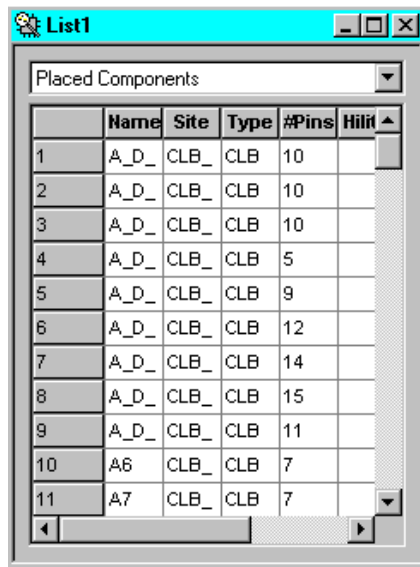 List1
Placed Components
Name Site Type #Pins Hilit
1 A_D_ CLB_ CLB 10
2 A_D_ CLB_ CLB 10
3 A_D_ CLB_ CLB 10
4 A_D_ CLB_ CLB 5
5 A_D_ CLB_ CLB 9
6 A_D_ CLB_ CLB 12
7 A_D_ CLB_ CLB 14
8 A_D_ CLB_ CLB 15
9 A_D_ CLB_ CLB 11
10 A6 CLB_ CLB 7
11 A7 CLB_ CLB 7